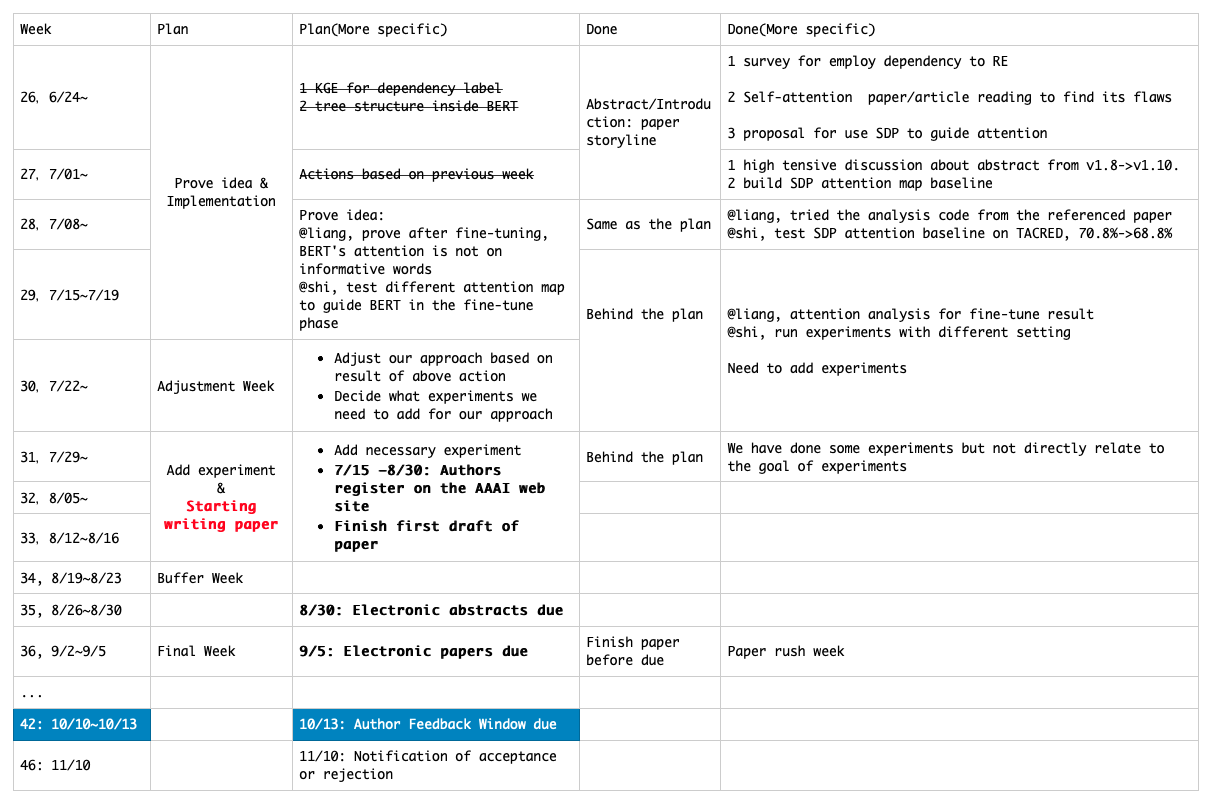 Week
Plan
Plan(More specific)
Done
Done(More specific)
26, 6/24~
Prove idea &
Implementation
1 KGE for dependency label
2 tree structure inside BERT
Abstract/Introdu
ction: paper
storyline
1 survey for employ dependency to RE
2 Self-attention  paper/article reading to find its flaws
3 proposal for use SDP to guide attention
27, 7/01~
Actions based on previous week
1 high tensive discussion about abstract from v1.8->v1.10.
2 build SDP attention map baseline
28, 7/08~
Prove idea:
@liang, prove after fine-tuning,
BERT's attention is not on
informative words
@shi, test different attention map
to guide BERT in the fine-tune
phase
Same as the plan
@liang, tried the analysis code from the referenced paper
@shi, test SDP attention baseline on TACRED, 70.8%->68.8%
29, 7/15~7/19
Behind the plan
@liang, attention analysis for fine-tune result
@shi, run experiments with different setting
Need to add experiments
30, 7/22~
Adjustment Week
• Adjust our approach based on
result of above action
• Decide what experiments we
need to add for our approach
31, 7/29~
Add experiment
&
Starting
writing paper
• Add necessary experiment
• 7/15 –8/30: Authors
register on the AAAI web
site
• Finish first draft of
paper
Behind the plan
We have done some experiments but not directly relate to
the goal of experiments
32, 8/05~
33, 8/12~8/16
34, 8/19~8/23
Buffer Week
35, 8/26~8/30
8/30: Electronic abstracts due
36, 9/2~9/5
Final Week
9/5: Electronic papers due
Finish paper
before due
Paper rush week
...
42: 10/10~10/13
10/13: Author Feedback Window due
46: 11/10
11/10: Notification of acceptance
or rejection